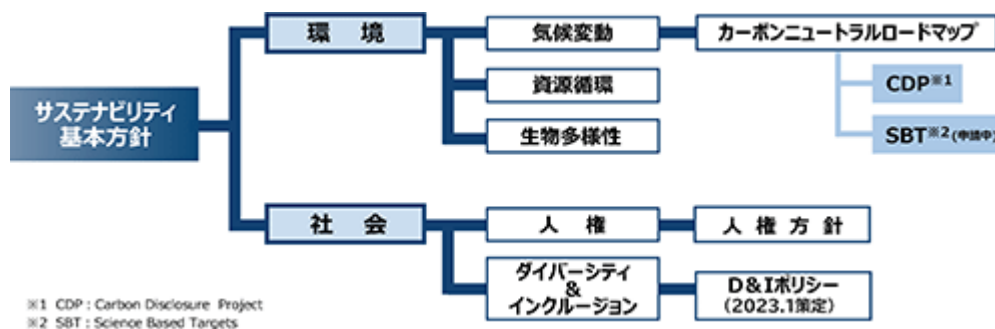 環 境
気候変動
カーボンニュートラルロードマップ
サステナビリティ
基本方針
資源循環
CDP※1
生物多様性
SBT※2(申請中)
社 会
人 権
人 権 方 針
ダイバーシティ
&
インクルージョン
D&Iポリシー
(2023.1策定)
※1 CDP : Carbon Disclosure Project
※2 SBT : Science Based Targets